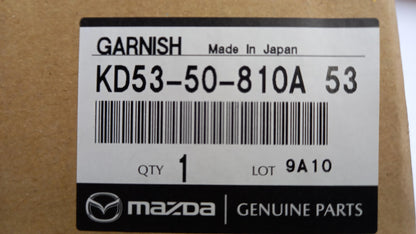 GARNISH Made In Japan
KD53-50-810A 53
QTY 1 LOT 9A10
mazda GENUINE PARTS